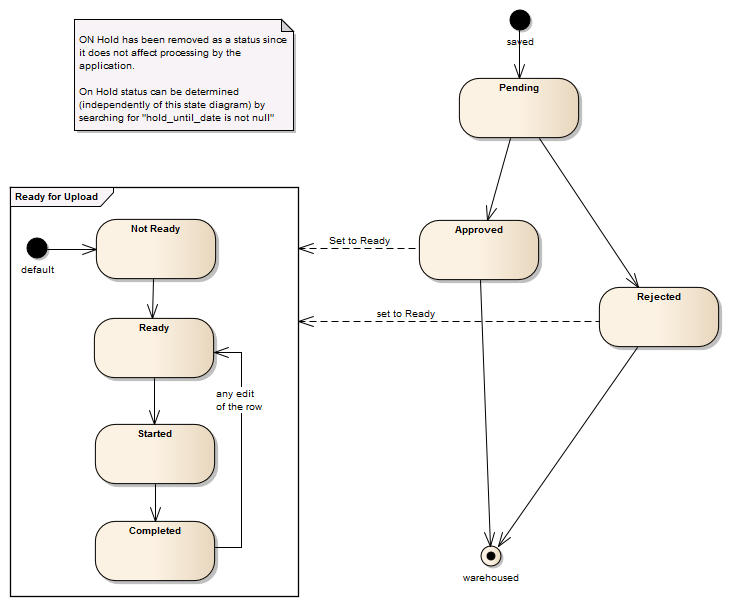 ON Hold has been removed as a status since
it does not affect processing by the
application.
On Hold status can be determined
(independently of this state diagram) by
searching for "hold_until_date is not null"
saved
Pending
Ready for Upload
Not Ready
default
Set to Ready
Approved
Rejected
set to Ready
Ready
any edit
of the row
Started
Completed
warehoused